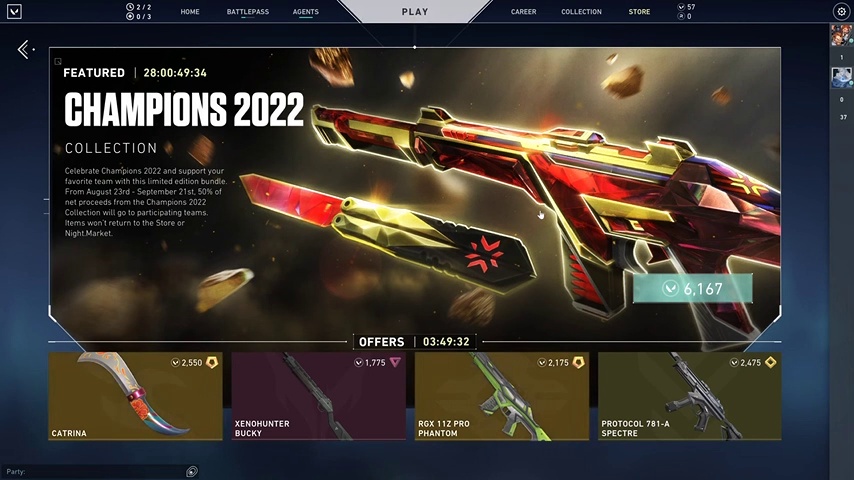 2 / 2
0 / 3
HOME
BATTLEPASS
AGENTS
PLAY
CAREER
COLLECTION
STORE
57
0
FEATURED | 28:00:49:34
CHAMPIONS 2022
COLLECTION
Celebrate Champions 2022 and support your
favorite team with this limited edition bundle.
From August 23rd - September 21st, 50% of
net proceeds from the Champions 2022
Collection will go to participating teams.
Items won't return to the Store or
Night.Market.
6,167
OFFERS | 03:49:32
2,550
CATRINA
1,775
XENOHUNTER
BUCKY
2,175
RGX 11Z PRO
PHANTOM
2,475
PROTOCOL 781-A
SPECTRE
1
0
37
Party: